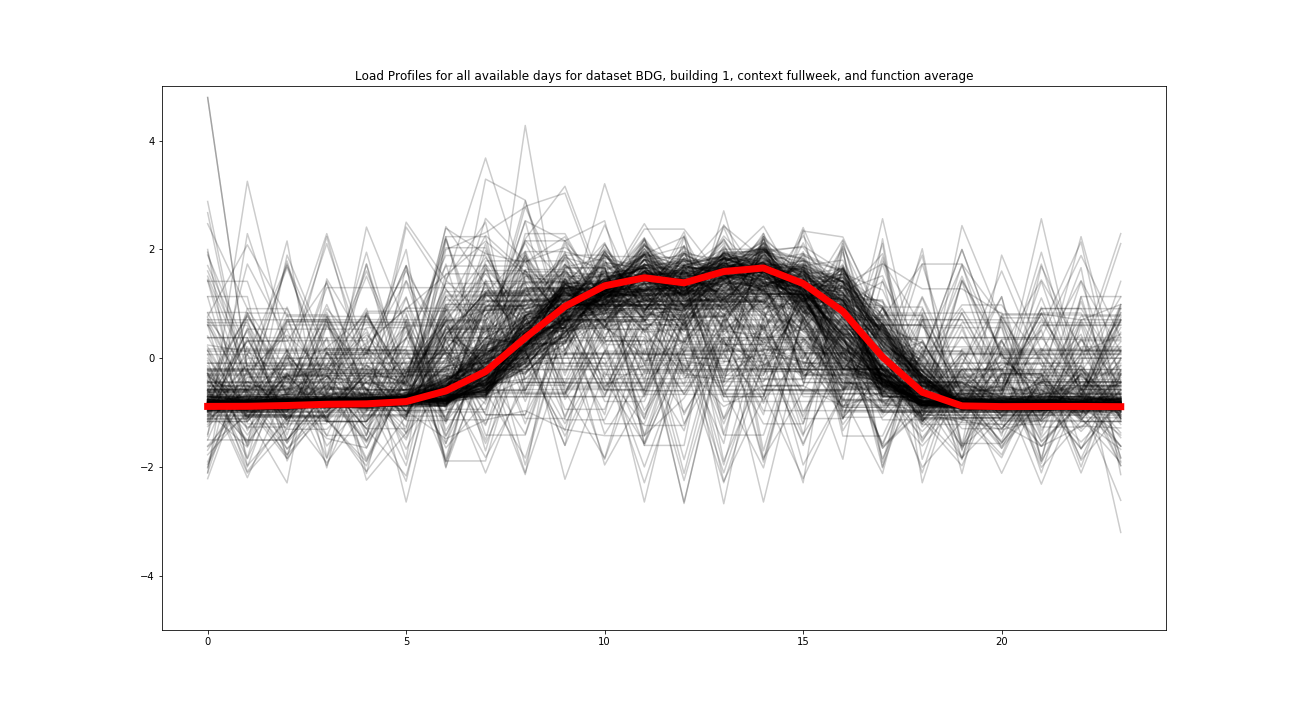 Load Profiles for all available days for dataset BDG, building 1, context fullweek, and function average
4
2
0
−2
−4
0 5 10 15 20